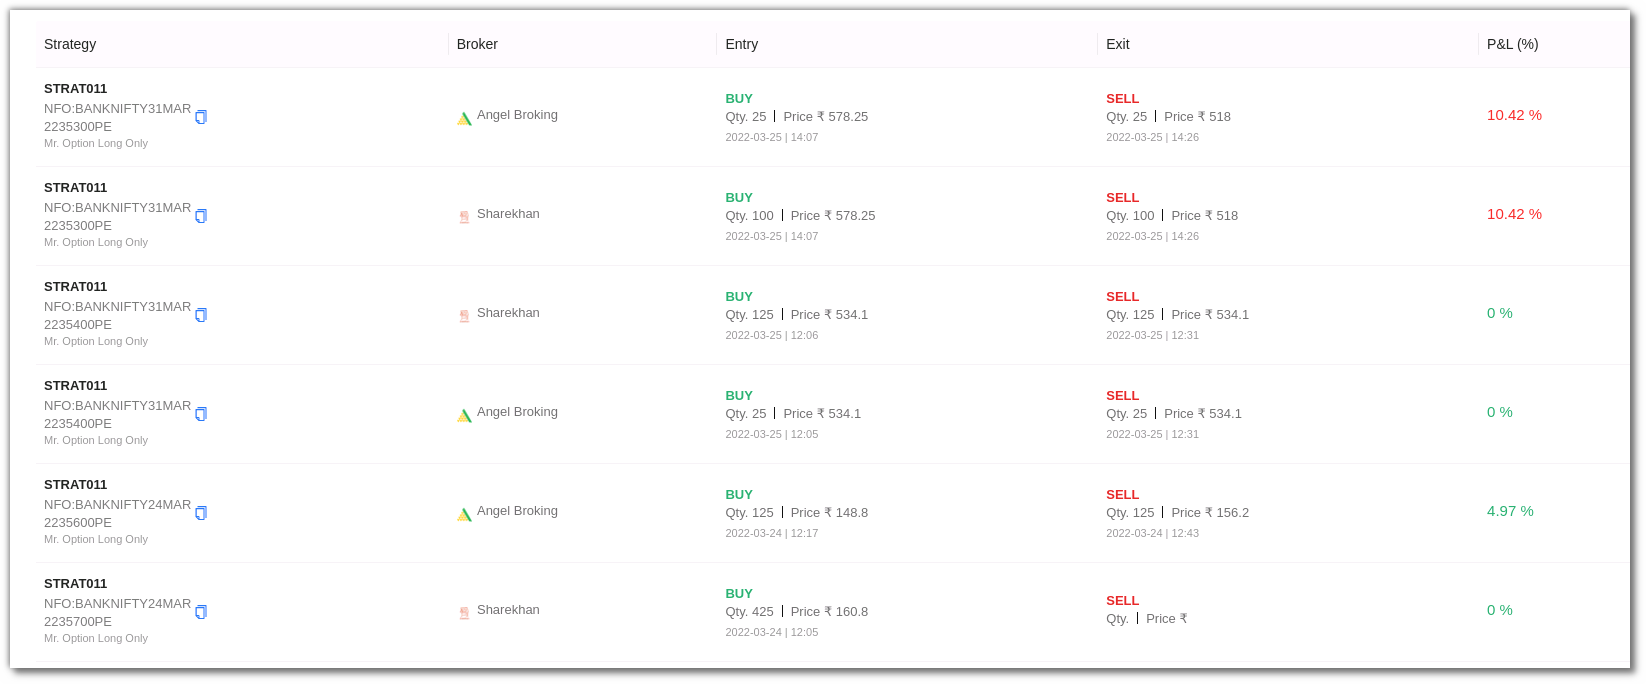 Strategy Broker Entry Exit P&L (%)
STRAT011
NFO:BANKNIFTY31MAR
2235300PE
Mr. Option Long Only
Angel Broking
BUY
Qty. 25 | Price ₹ 578.25
2022-03-25 | 14:07
SELL
Qty. 25 | Price ₹ 518
2022-03-25 | 14:26
10.42 %
STRAT011
NFO:BANKNIFTY31MAR
2235300PE
Mr. Option Long Only
Sharekhan
BUY
Qty. 100 | Price ₹ 578.25
2022-03-25 | 14:07
SELL
Qty. 100 | Price ₹ 518
2022-03-25 | 14:26
10.42 %
STRAT011
NFO:BANKNIFTY31MAR
2235400PE
Mr. Option Long Only
Sharekhan
BUY
Qty. 125 | Price ₹ 534.1
2022-03-25 | 12:06
SELL
Qty. 125 | Price ₹ 534.1
2022-03-25 | 12:31
0 %
STRAT011
NFO:BANKNIFTY31MAR
2235400PE
Mr. Option Long Only
Angel Broking
BUY
Qty. 25 | Price ₹ 534.1
2022-03-25 | 12:05
SELL
Qty. 25 | Price ₹ 534.1
2022-03-25 | 12:31
0 %
STRAT011
NFO:BANKNIFTY24MAR
2235600PE
Mr. Option Long Only
Angel Broking
BUY
Qty. 125 | Price ₹ 148.8
2022-03-24 | 12:17
SELL
Qty. 125 | Price ₹ 156.2
2022-03-24 | 12:43
4.97 %
STRAT011
NFO:BANKNIFTY24MAR
2235700PE
Mr. Option Long Only
Sharekhan
BUY
Qty. 425 | Price ₹ 160.8
2022-03-24 | 12:05
SELL
Qty. | Price ₹
0 %